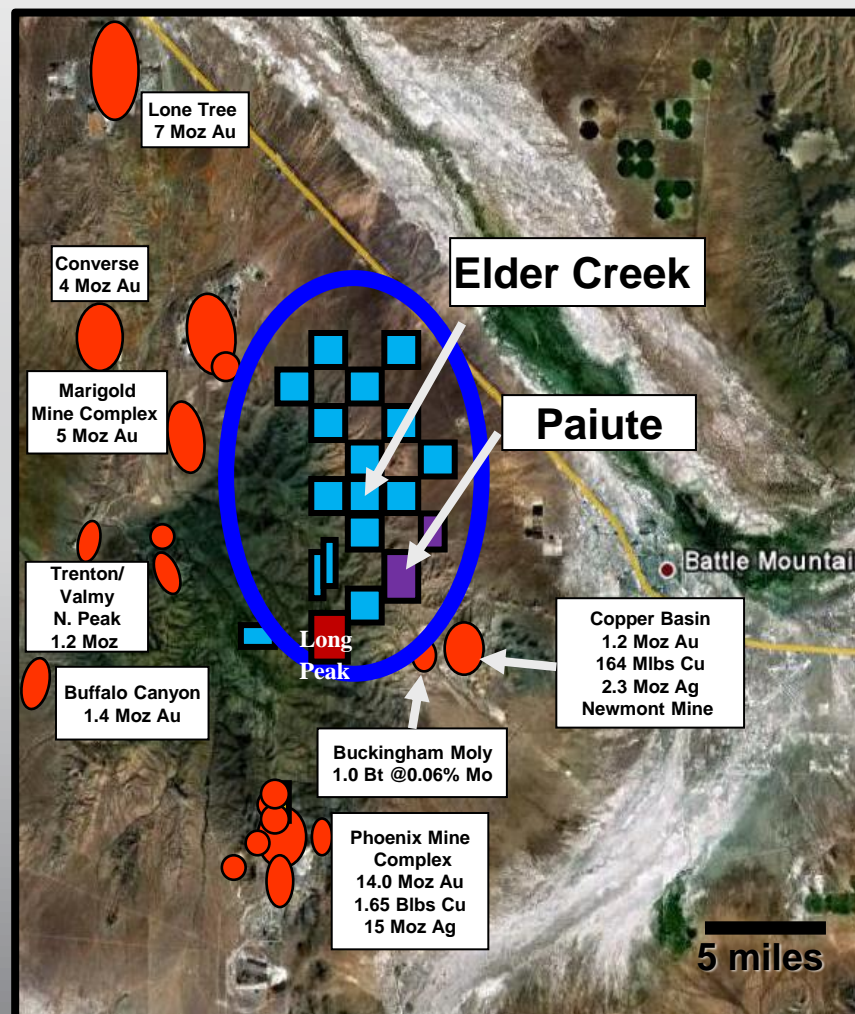 Lone Tree
7 Moz Au
Converse
4 Moz Au
Elder Creek
Marigold
Mine Complex
5 Moz Au
Paiute
Battle Mountain
Trenton/
Valmy
N. Peak
1.2 Moz
Long
Peak
Copper Basin
1.2 Moz Au
164 Mlbs Cu
2.3 Moz Ag
Newmont Mine
Buffalo Canyon
1.4 Moz Au
Buckingham Moly
1.0 Bt @0.06% Mo
Phoenix Mine
Complex
14.0 Moz Au
1.65 Blbs Cu
15 Moz Ag
5 miles